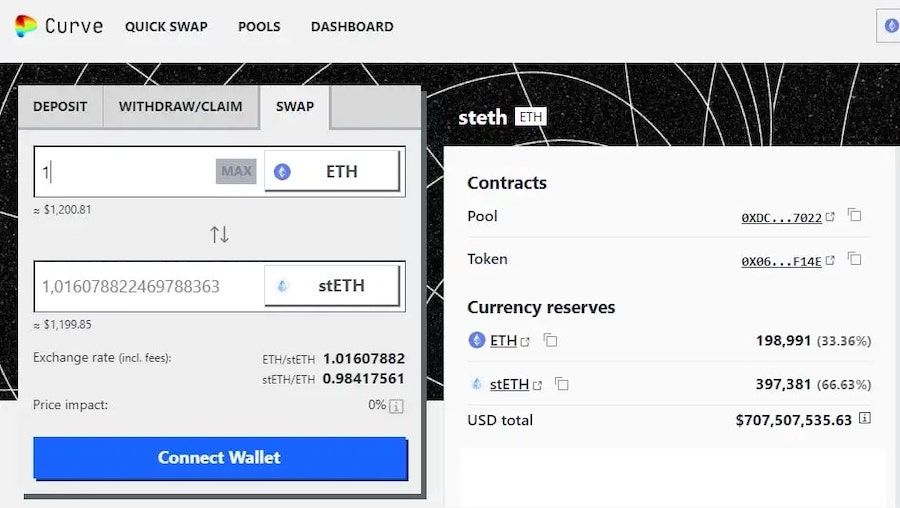 Curve QUICK SWAP POOLS DASHBOARD
DEPOSIT WITHDRAW/CLAIM SWAP
1 MAX ETH
≈ $1,200.81
1,016078822469788363 stETH
≈ $1,199.85
Exchange rate (incl. fees): ETH/stETH 1.01607882
stETH/ETH 0.98417561
Price impact: 0%
Connect Wallet
steth ETH
Contracts
Pool 0XDC...7022
Token 0X06...F14E
Currency reserves
ETH 198,991 (33.36%)
stETH 397,381 (66.63%)
USD total $707,507,535.63